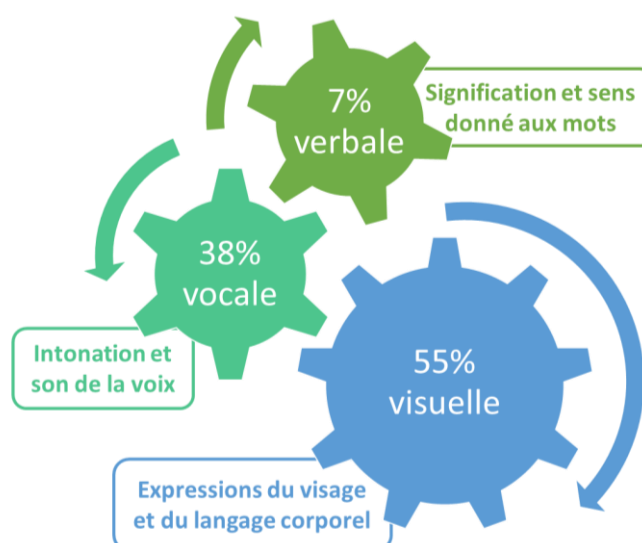 7%
verbale
Signification et sens
donné aux mots
38%
vocale
Intonation et
son de la voix
55%
visuelle
Expressions du visage
et du langage corporel